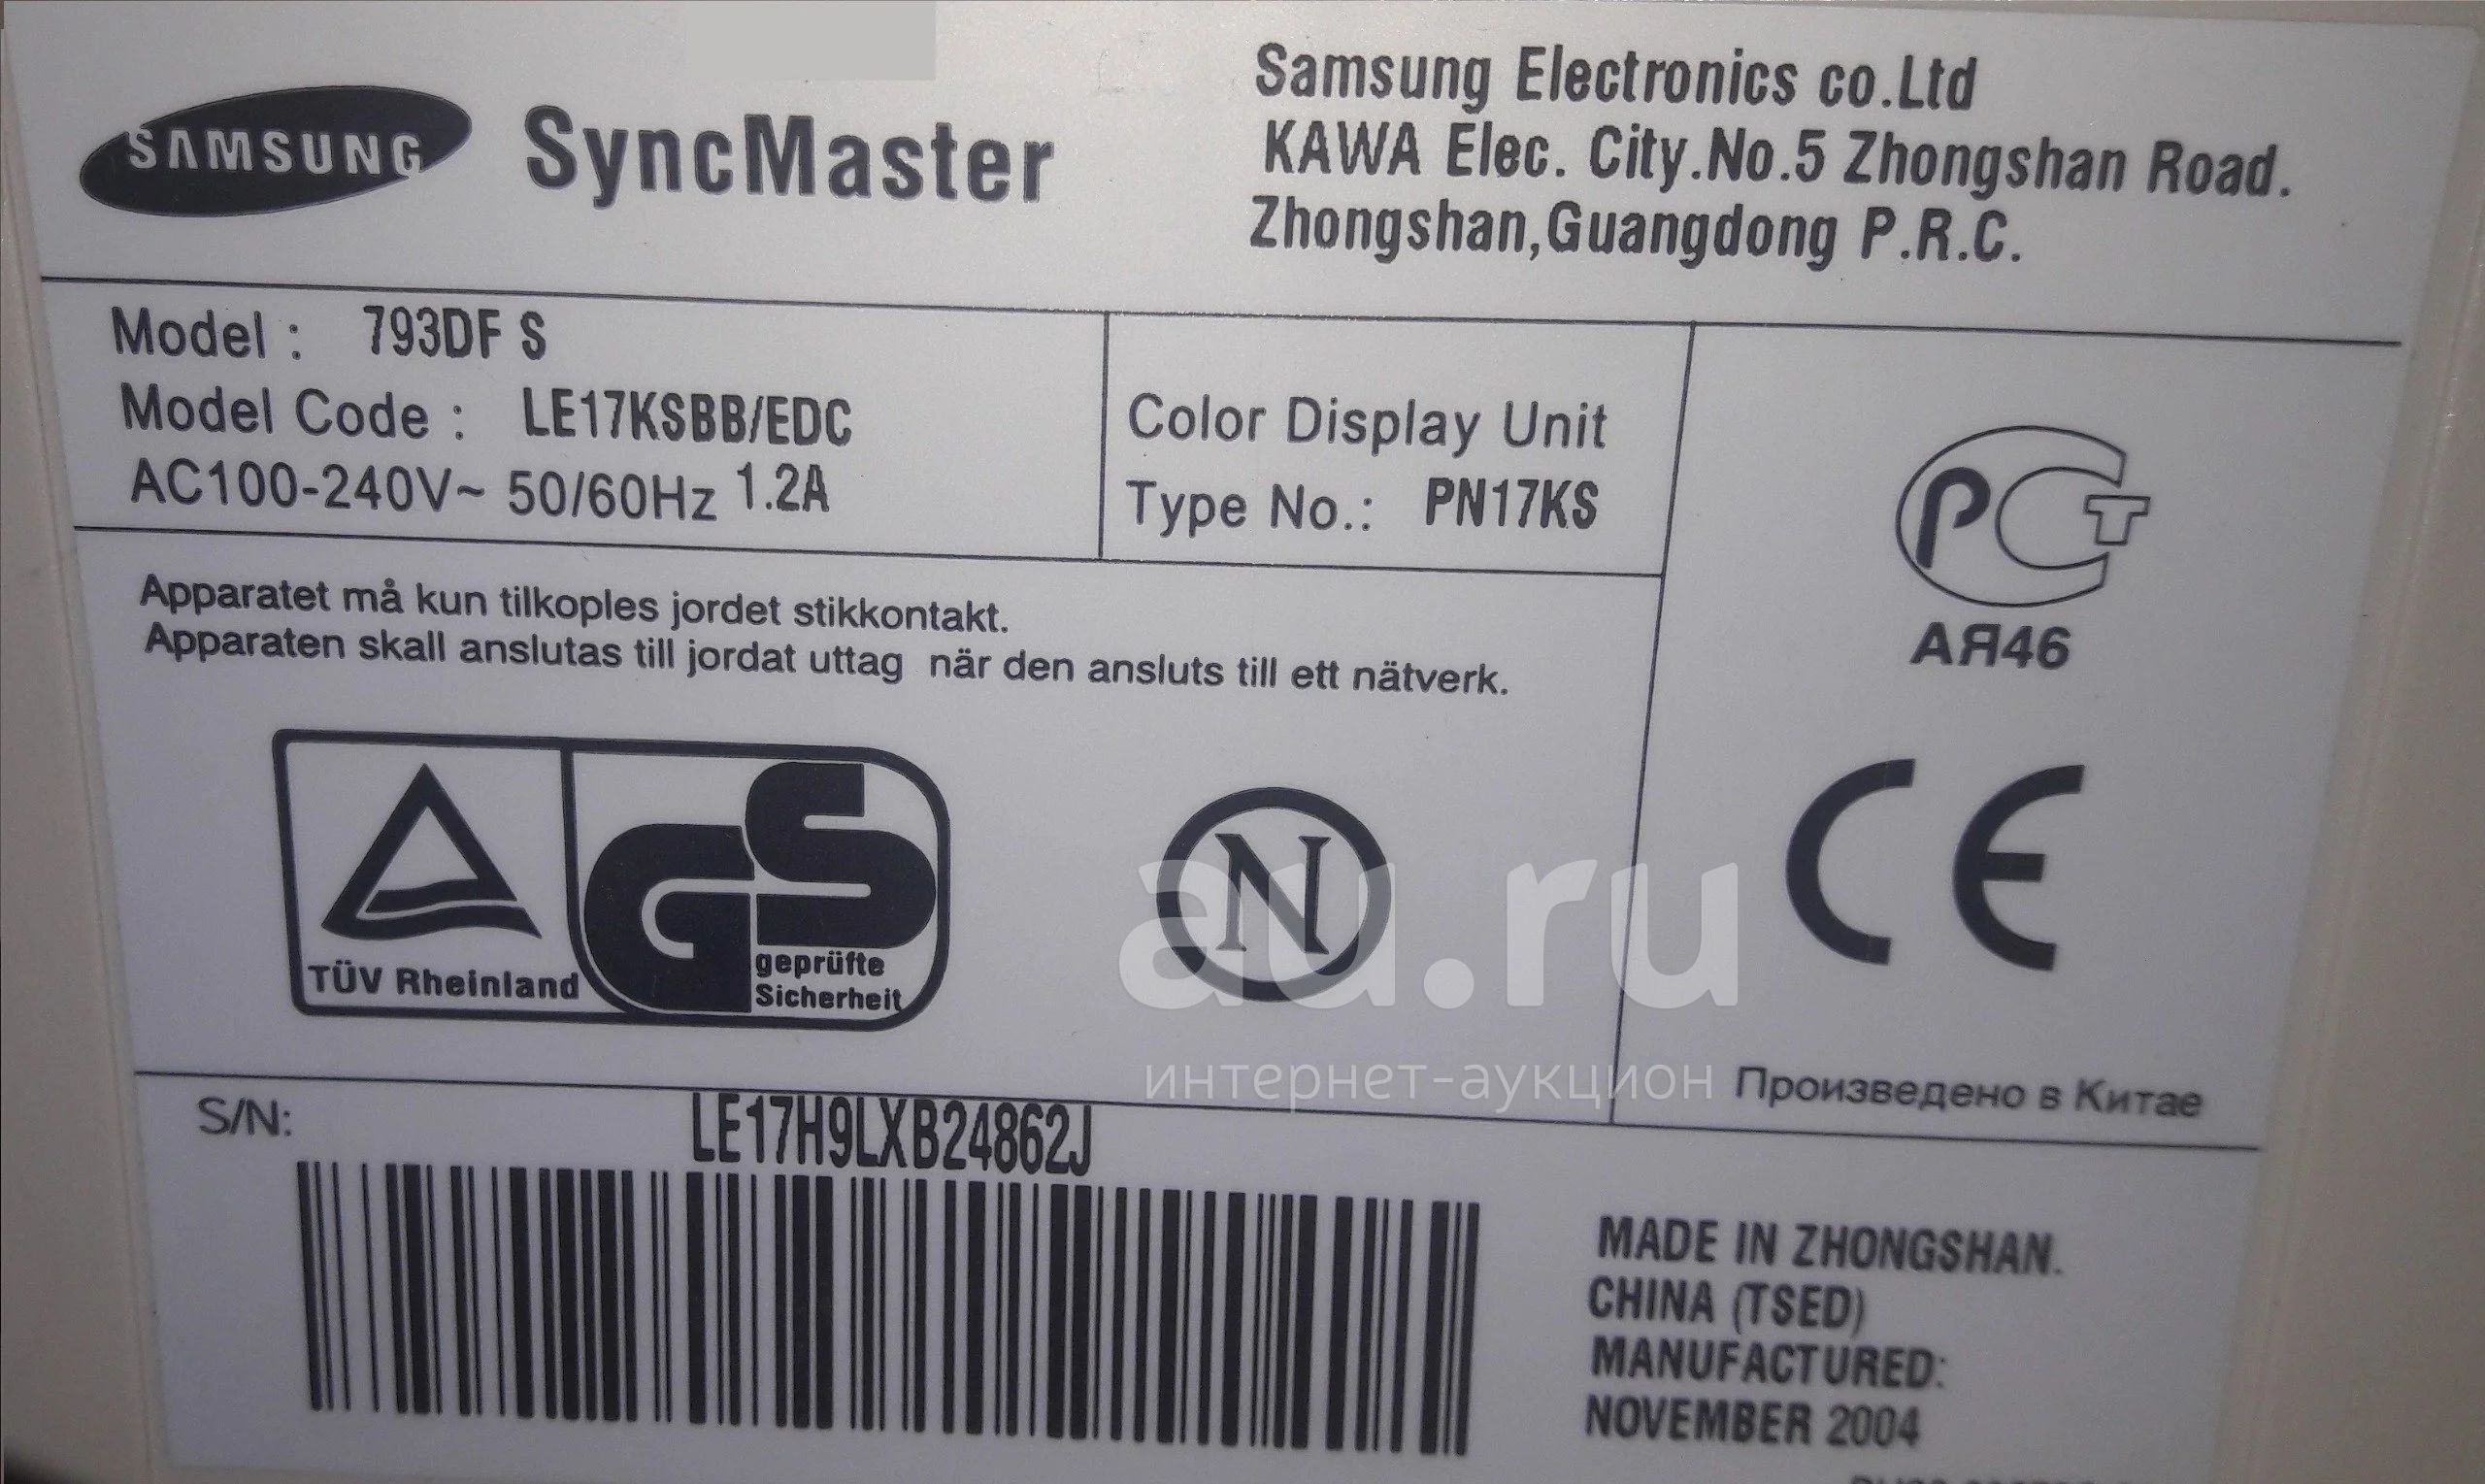 SAMSUNG SyncMaster
Samsung Electronics co.Ltd
KAWA Elec. City.No.5 Zhongshan Road.
Zhongshan,Guangdong P.R.C.
Model : 793DF S
Model Code : LE17KSBB/EDC
AC100-240V~ 50/60Hz 1.2A
Color Display Unit
Type No.: PN17KS
РСТ
АЯ46
Apparatet må kun tilkoples jordet stikkontakt.
Apparaten skall anslutas till jordat uttag när den ansluts till ett nätverk.
TÜV Rheinland
GS
geprüfte
Sicherheit
N
CE
au.ru
интернет-аукцион
Произведено в Китае
S/N:
LE17H9LXB24862J
MADE IN ZHONGSHAN.
CHINA (TSED)
MANUFACTURED:
NOVEMBER 2004